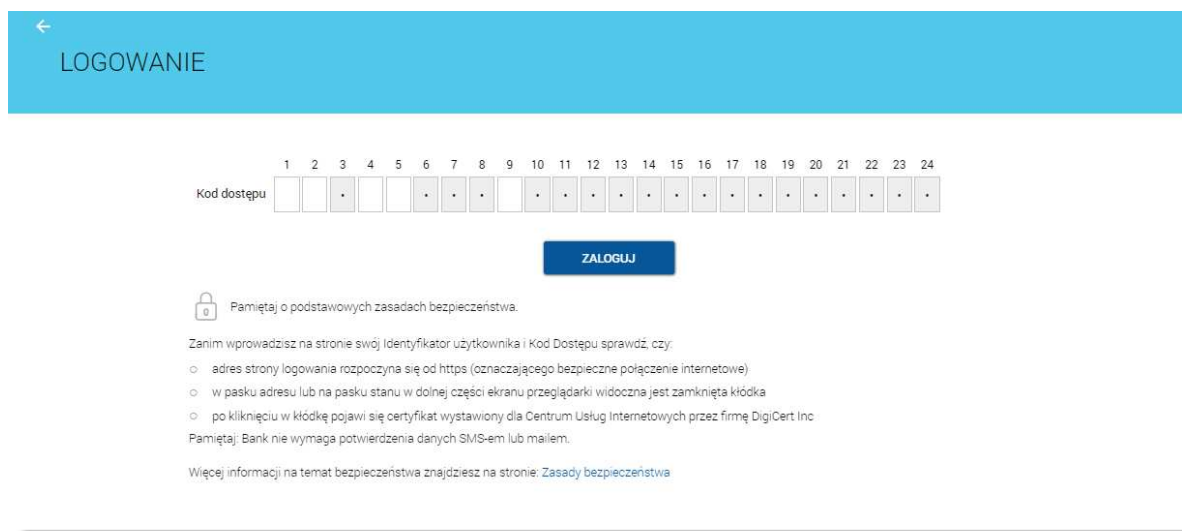 LOGOWANIE
1 2 3 4 5 6 7 8 9 10 11 12 13 14 15 16 17 18 19 20 21 22 23 24
Kod dostępu
ZALOGUJ
Pamiętaj o podstawowych zasadach bezpieczeństwa.
Zanim wprowadzisz na stronie swój Identyfikator użytkownika i Kod Dostępu sprawdź, czy:
adres strony logowania rozpoczyna się od https (oznaczającego bezpieczne połączenie internetowe)
w pasku adresu lub na pasku stanu w dolnej części ekranu przeglądarki widoczna jest zamknięta kłódka
po kliknięciu w kłódkę pojawi się certyfikat wystawiony dla Centrum Usług Internetowych przez firmę DigiCert Inc
Pamiętaj: Bank nie wymaga potwierdzenia danych SMS-em lub mailem.
Więcej informacji na temat bezpieczeństwa znajdziesz na stronie: Zasady bezpieczeństwa